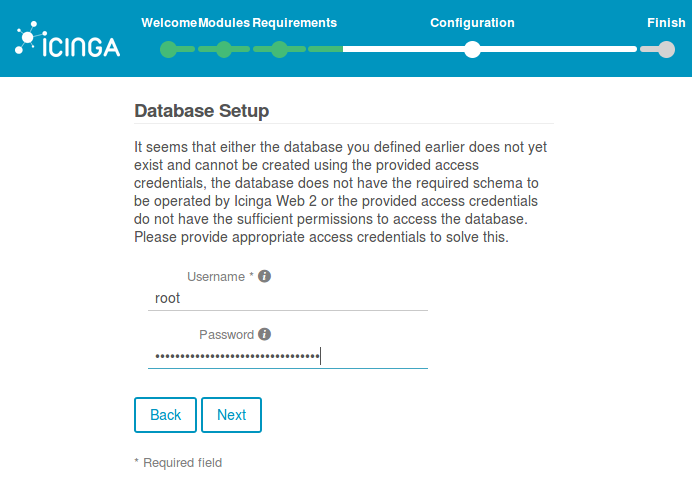 ICINGA
Welcome Modules Requirements Configuration Finish
Database Setup
It seems that either the database you defined earlier does not yet
exist and cannot be created using the provided access
credentials, the database does not have the required schema to
be operated by Icinga Web 2 or the provided access credentials
do not have the sufficient permissions to access the database.
Please provide appropriate access credentials to solve this.
Username *
root
Password
•••••••••••••••••••••••••••••••••
Back Next
* Required field